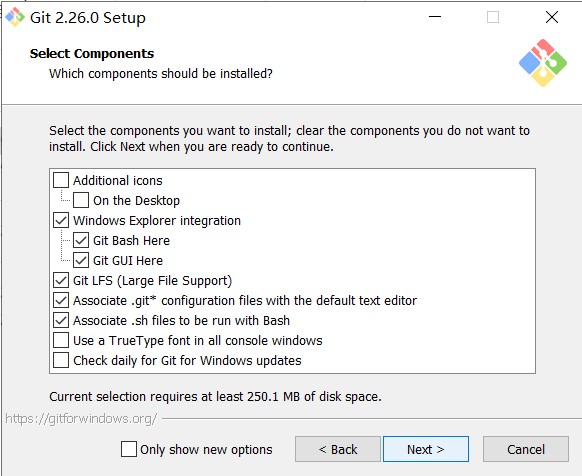 Git 2.26.0 Setup
Select Components
Which components should be installed?
Select the components you want to install; clear the components you do not want to
install. Click Next when you are ready to continue.
Additional icons
On the Desktop
Windows Explorer integration
Git Bash Here
Git GUI Here
Git LFS (Large File Support)
Associate .git* configuration files with the default text editor
Associate .sh files to be run with Bash
Use a TrueType font in all console windows
Check daily for Git for Windows updates
Current selection requires at least 250.1 MB of disk space.
https://gitforwindows.org/
Only show new options
< Back
Next >
Cancel